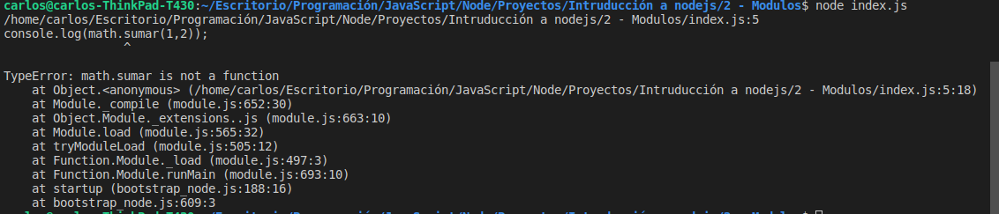 carlos@carlos-ThinkPad-T430:~/Escritorio/Programación/JavaScript/Node/Proyectos/Intruducción a nodejs/2 - Modulos$ node index.js
/home/carlos/Escritorio/Programación/JavaScript/Node/Proyectos/Intruducción a nodejs/2 - Modulos/index.js:5
console.log(math.sumar(1,2));
^
TypeError: math.sumar is not a function
at Object.<anonymous> (/home/carlos/Escritorio/Programación/JavaScript/Node/Proyectos/Intruducción a nodejs/2 - Modulos/index.js:5:18)
at Module._compile (module.js:652:30)
at Object.Module._extensions..js (module.js:663:10)
at Module.load (module.js:565:32)
at tryModuleLoad (module.js:505:12)
at Function.Module._load (module.js:497:3)
at Function.Module.runMain (module.js:693:10)
at startup (bootstrap_node.js:188:16)
at bootstrap_node.js:609:3